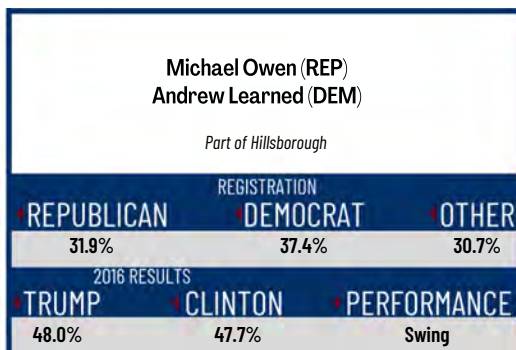 Michael Owen (REP)
Andrew Learned (DEM)
Part of Hillsborough
REGISTRATION
REPUBLICAN DEMOCRAT OTHER
31.9% 37.4% 30.7%
2016 RESULTS
TRUMP CLINTON PERFORMANCE
48.0% 47.7% Swing